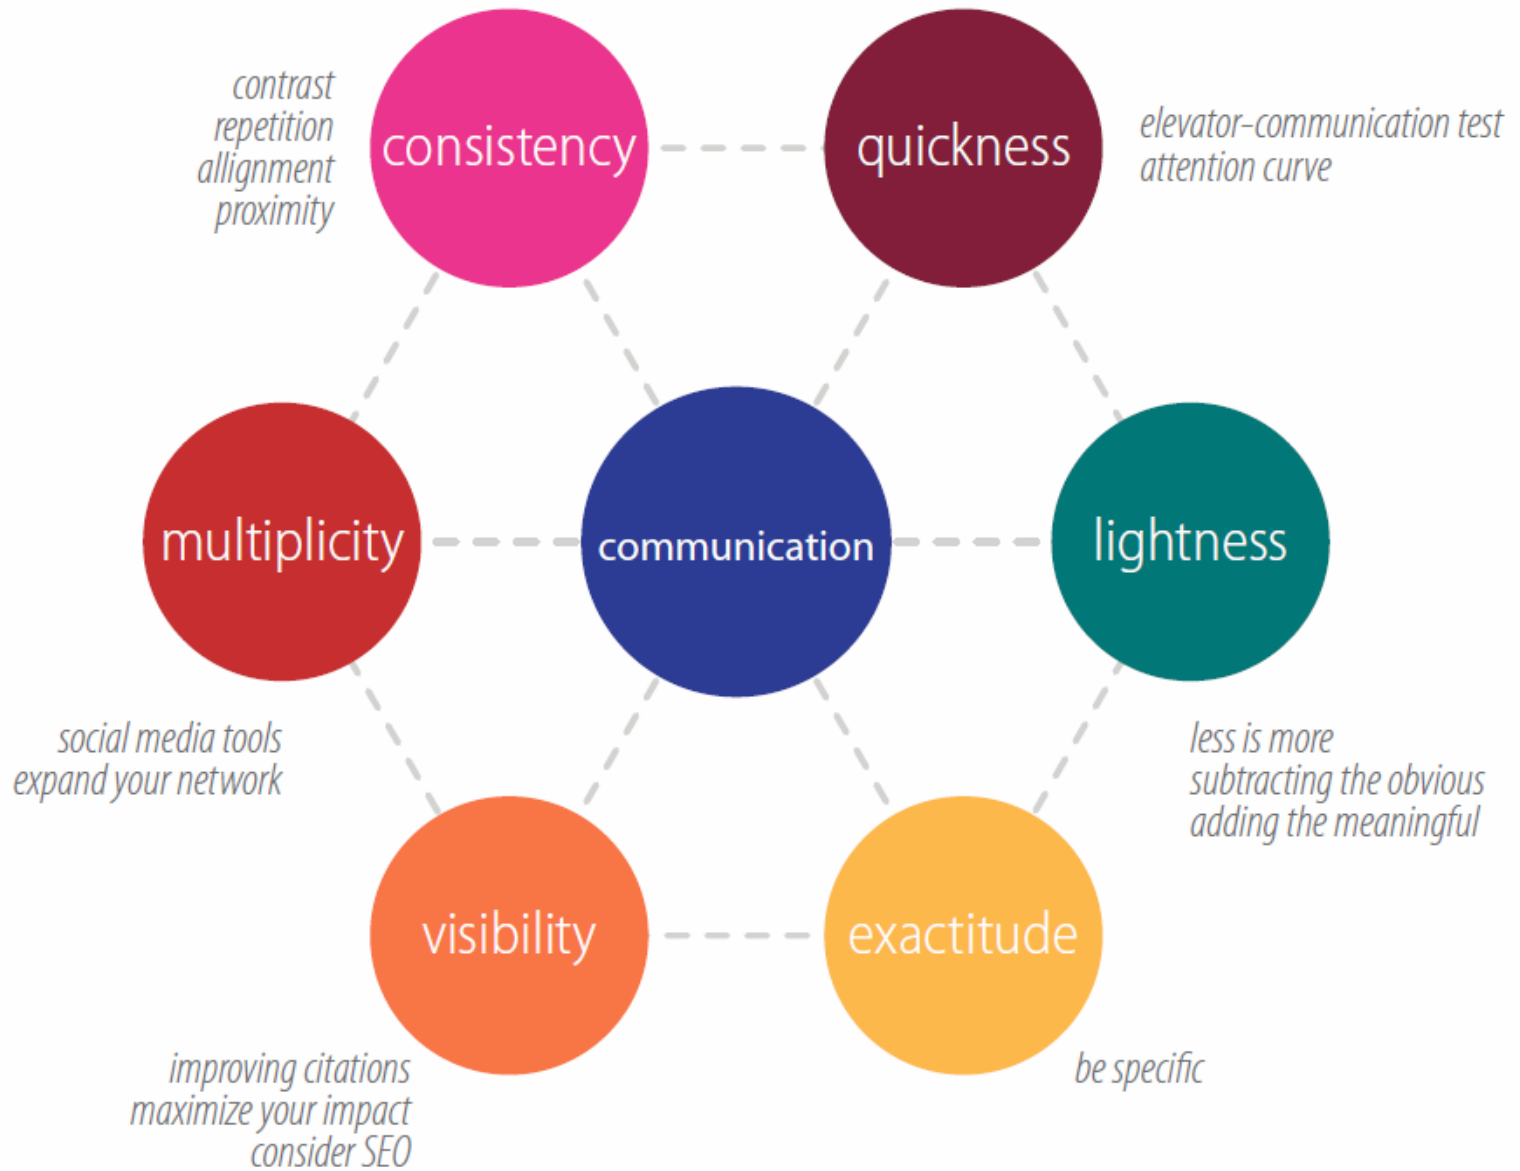 contrast
repetition
allignment
proximity
consistency
quickness
elevator-communication test
attention curve
multiplicity
communication
lightness
social media tools
expand your network
less is more
subtracting the obvious
adding the meaningful
visibility
exactitude
improving citations
maximize your impact
consider SEO
be specific